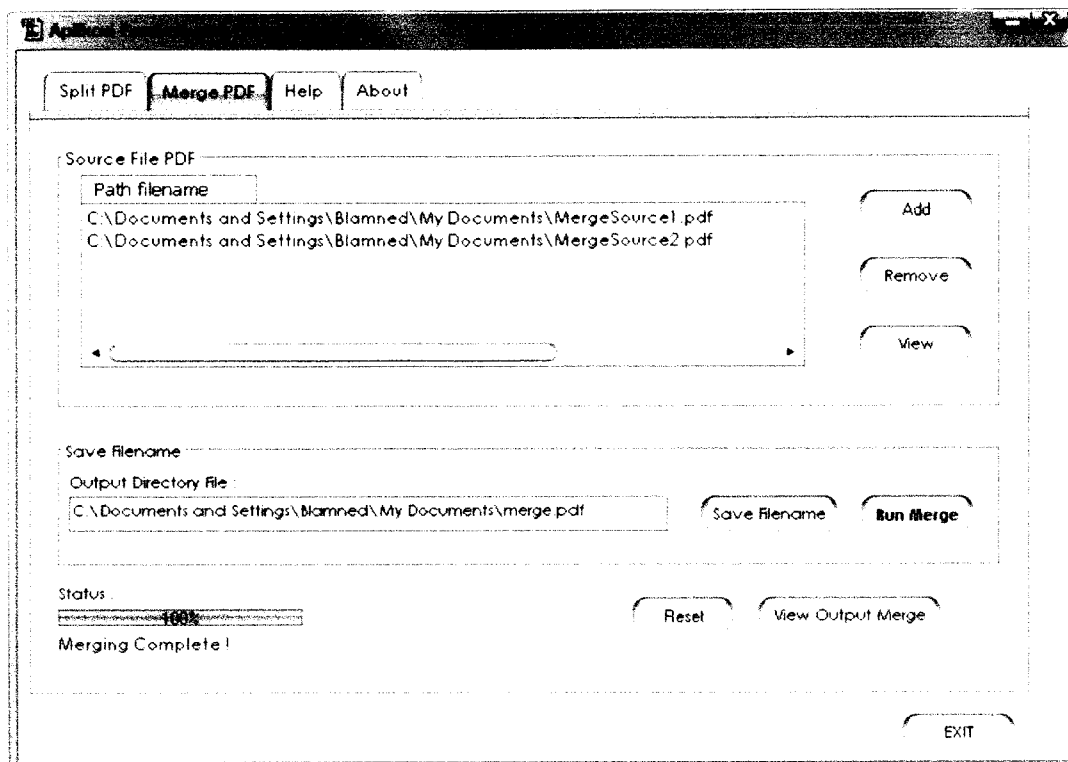 Aplikasi
Split PDF Merge PDF Help About
Source File PDF
Path filename
C:\Documents and Settings\Blamned\My Documents\MergeSource1.pdf
C:\Documents and Settings\Blamned\My Documents\MergeSource2.pdf
Add
Remove
View
Save Filename
Output Directory File :
C:\Documents and Settings\Blamned\My Documents\merge.pdf
Save Filename
Run Merge
Status :
100%
Merging Complete !
Reset
View Output Merge
EXIT